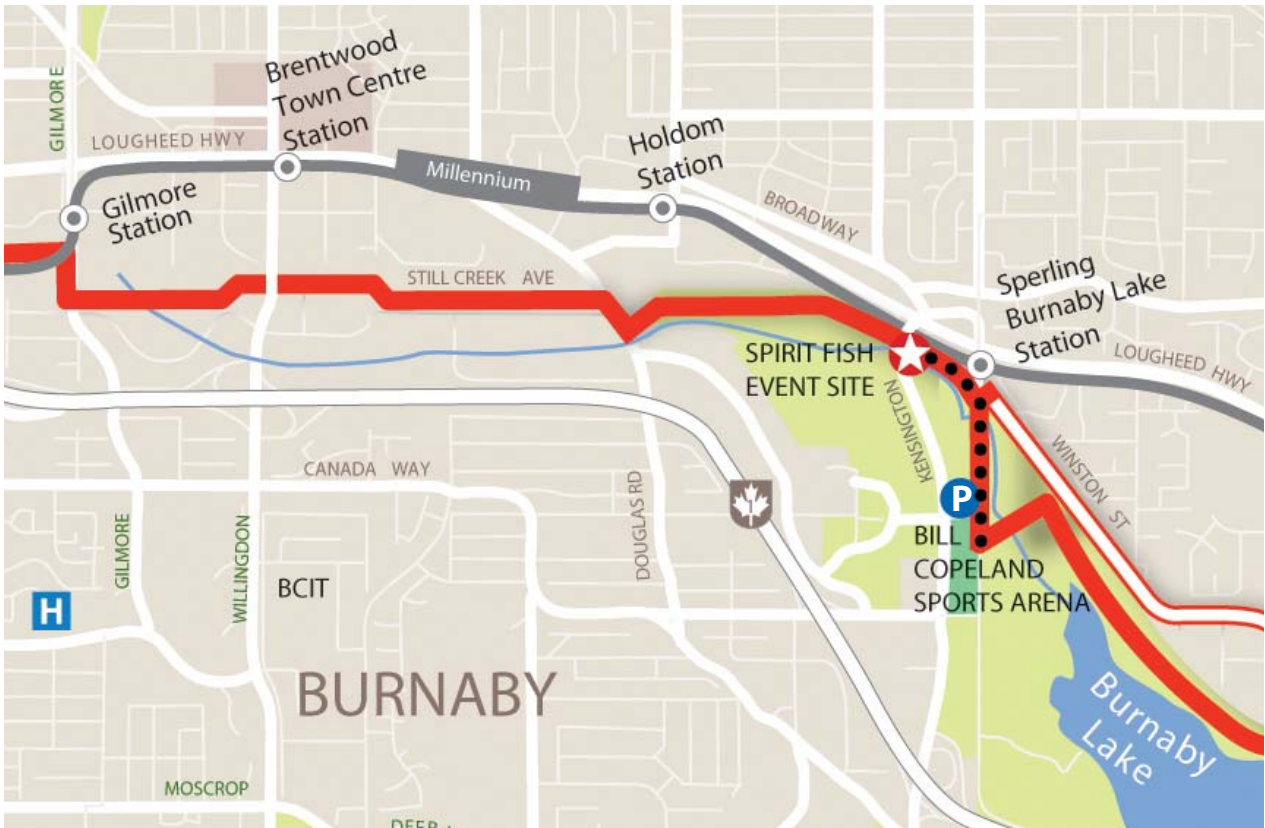 Brentwood
Town Centre
Station
GILMORE
LOUGHEED HWY
Millennium
Holdom
Station
Gilmore
Station
BROADWAY
Sperling
Burnaby Lake
Station
STILL CREEK AVE
LOUGHEED HWY
SPIRIT FISH
EVENT SITE
KENSINGTON
WINSTON ST
CANADA WAY
1
P
DOUGLAS RD
GILMORE
WILLINGDON
BILL
COPELAND
SPORTS ARENA
BCIT
H
BURNABY
Burnaby
Lake
MOSCROP